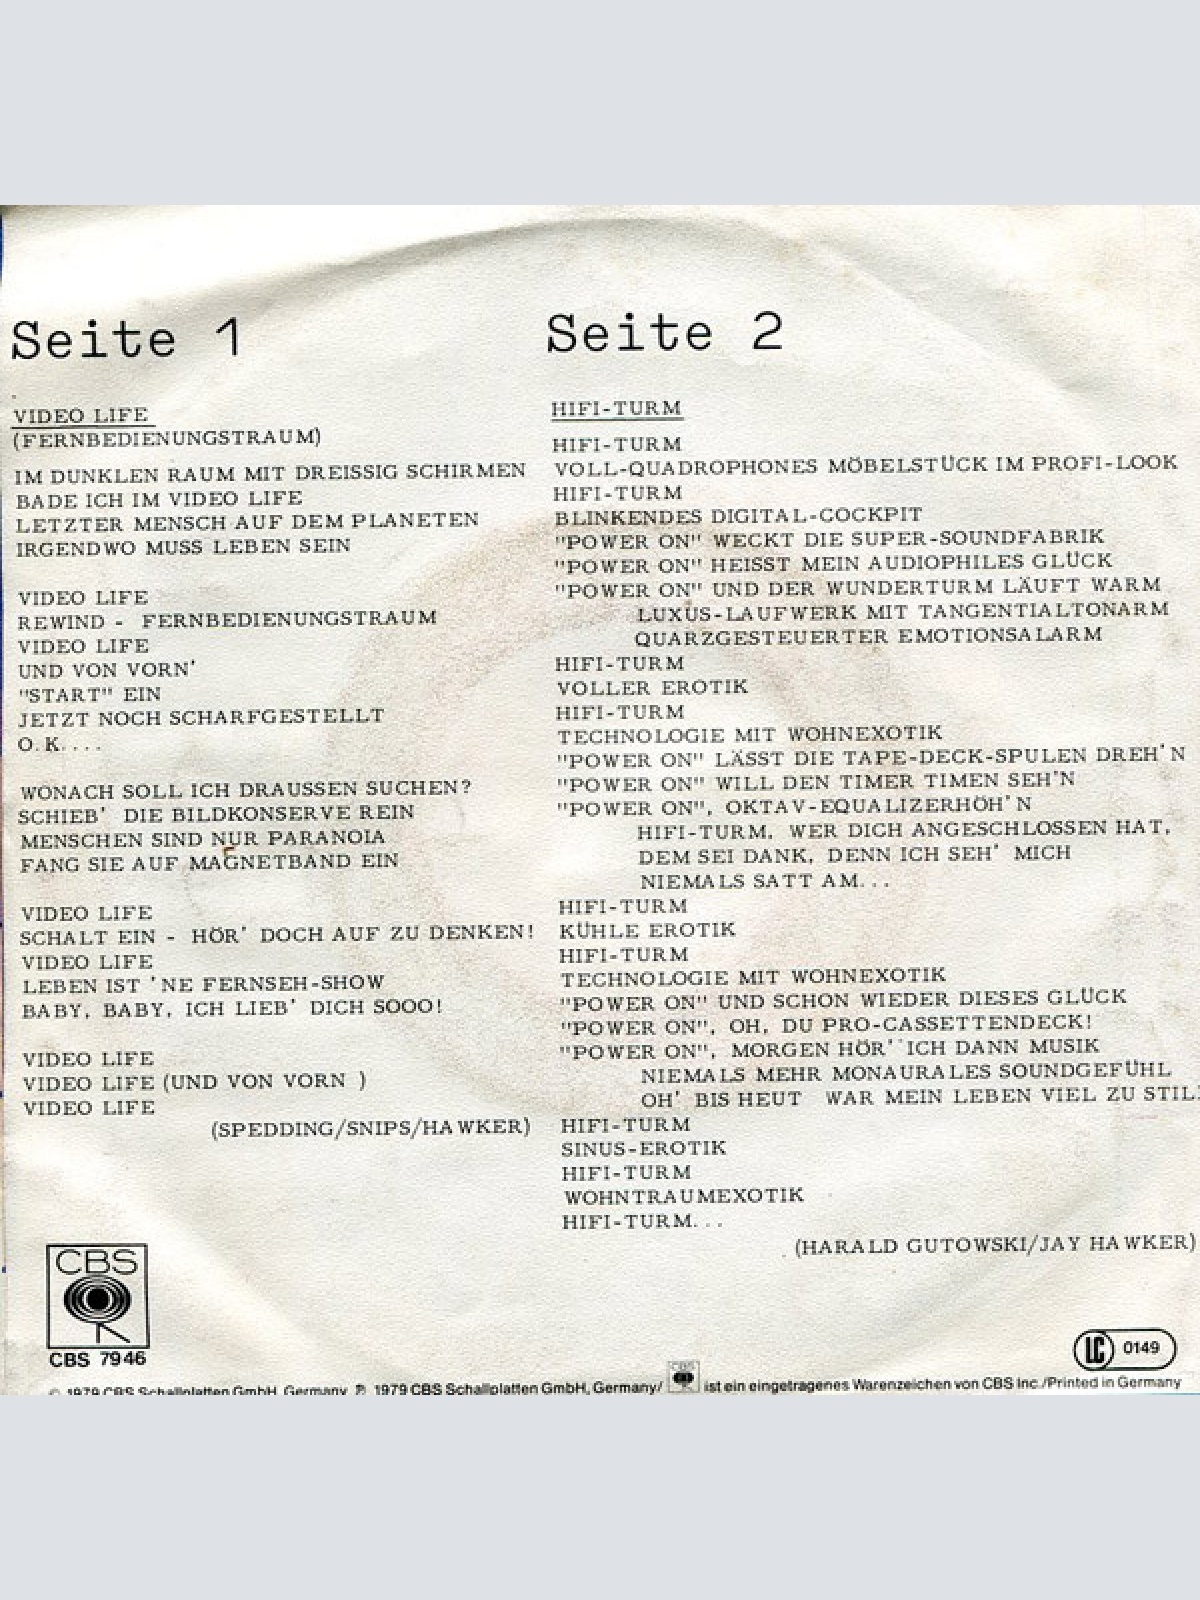 Seite 1
VIDEO LIFE
(FERNBEDIENUNGSTRAUM)
IM DUNKLEN RAUM MIT DREISSIG SCHIRMEN
BADE ICH IM VIDEO LIFE
LETZTER MENSCH AUF DEM PLANETEN
IRGENDWO MUSS LEBEN SEIN
VIDEO LIFE
REWIND - FERNBEDIENUNGSTRAUM
VIDEO LIFE
UND VON VORN'
"START" EIN
JETZT NOCH SCHARFGESTELLT
O.K....
WONACH SOLL ICH DRAUSSEN SUCHEN?
SCHIEB' DIE BILDKONSERVE REIN
MENSCHEN SIND NUR PARANOIA
FANG SIE AUF MAGNETBAND EIN
VIDEO LIFE
SCHALT EIN - HÖR' DOCH AUF ZU DENKEN!
VIDEO LIFE
LEBEN IST 'NE FERNSEH-SHOW
BABY, BABY, ICH LIEB' DICH SOOO!
VIDEO LIFE
VIDEO LIFE (UND VON VORN )
VIDEO LIFE
(SPEDDING/SNIPS/HAWKER)
Seite 2
HIFI-TURM
HIFI-TURM
VOLL-QUADROPHONES MÖBELSTÜCK IM PROFI-LOOK
HIFI-TURM
BLINKENDES DIGITAL-COCKPIT
"POWER ON" WECKT DIE SUPER-SOUNDFABRIK
"POWER ON" HEISST MEIN AUDIOPHILES GLÜCK
"POWER ON" UND DER WUNDERTURM LÄUFT WARM
LUXUS-LAUFWERK MIT TANGENTIALTONARM
QUARZGESTEUERTER EMOTIONSALARM
HIFI-TURM
VOLLER EROTIK
HIFI-TURM
TECHNOLOGIE MIT WOHNEXOTIK
"POWER ON" LÄSST DIE TAPE-DECK-SPULEN DREH'N
"POWER ON" WILL DEN TIMER TIMEN SEH'N
"POWER ON", OKTAV-EQUALIZERHÖH'N
HIFI-TURM, WER DICH ANGESCHLOSSEN HAT,
DEM SEI DANK, DENN ICH SEH' MICH
NIEMALS SATT AM...
HIFI-TURM
KÜHLE EROTIK
HIFI-TURM
TECHNOLOGIE MIT WOHNEXOTIK
"POWER ON" UND SCHON WIEDER DIESES GLÜCK
"POWER ON", OH, DU PRO-CASSETTENDECK!
"POWER ON", MORGEN HÖR' ICH DANN MUSIK
NIEMALS MEHR MONAURALES SOUNDGEFÜHL
OH' BIS HEUT WAR MEIN LEBEN VIEL ZU STIL
HIFI-TURM
SINUS-EROTIK
HIFI-TURM
WOHNTRAUMEXOTIK
HIFI-TURM...
(HARALD GUTOWSKI/JAY HAWKER)
CBS
CBS 7946
LC 0149
© 1979 CBS Schallplatten GmbH, Germany ℗ 1979 CBS Schallplatten GmbH, Germany/ CBS ist ein eingetragenes Warenzeichen von CBS Inc./Printed in Germany